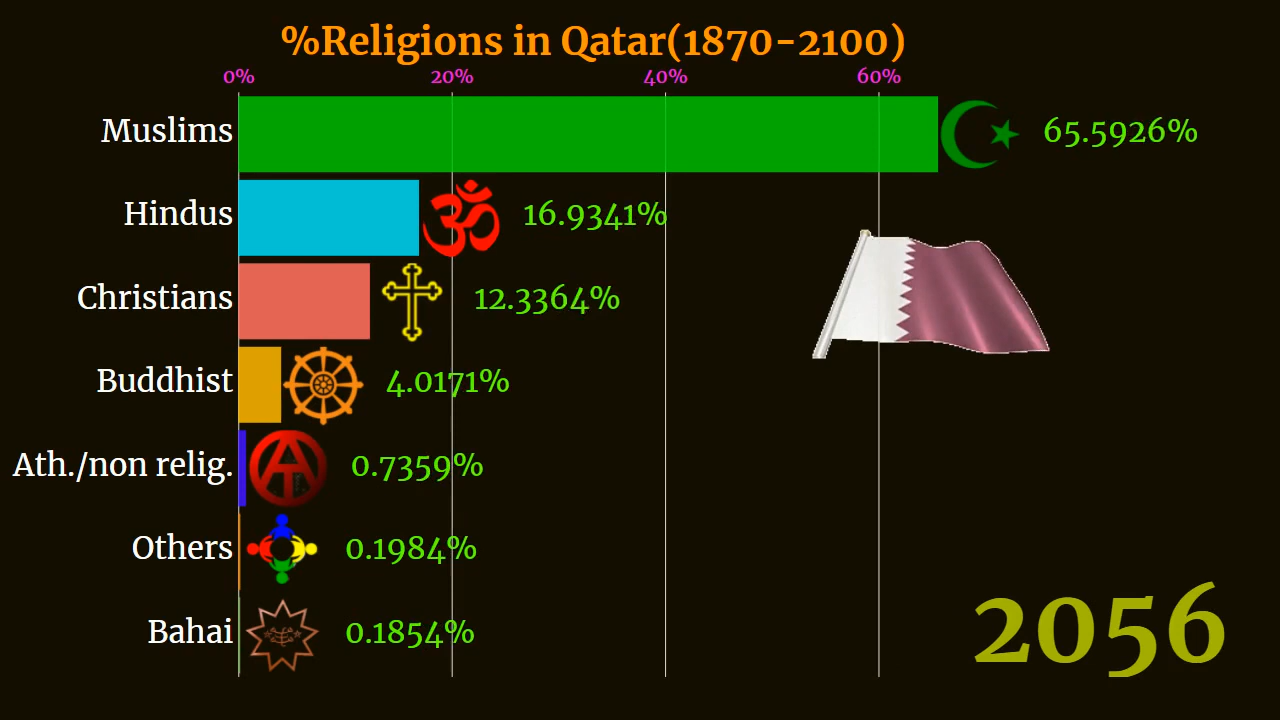 %Religions in Qatar(1870-2100)
0% 20% 40% 60%
Muslims 65.5926%
Hindus 16.9341%
Christians 12.3364%
Buddhist 4.0171%
Ath./non relig. 0.7359%
Others 0.1984%
Bahai 0.1854%
2056